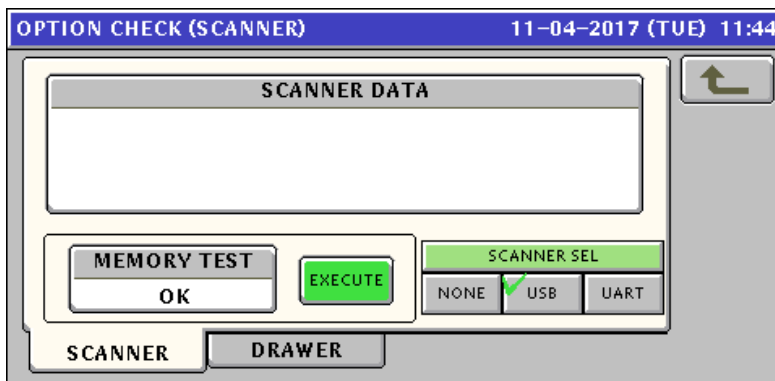 OPTION CHECK (SCANNER) 11-04-2017 (TUE) 11:44
SCANNER DATA
MEMORY TEST
OK
EXECUTE
SCANNER SEL
NONE USB UART
SCANNER DRAWER